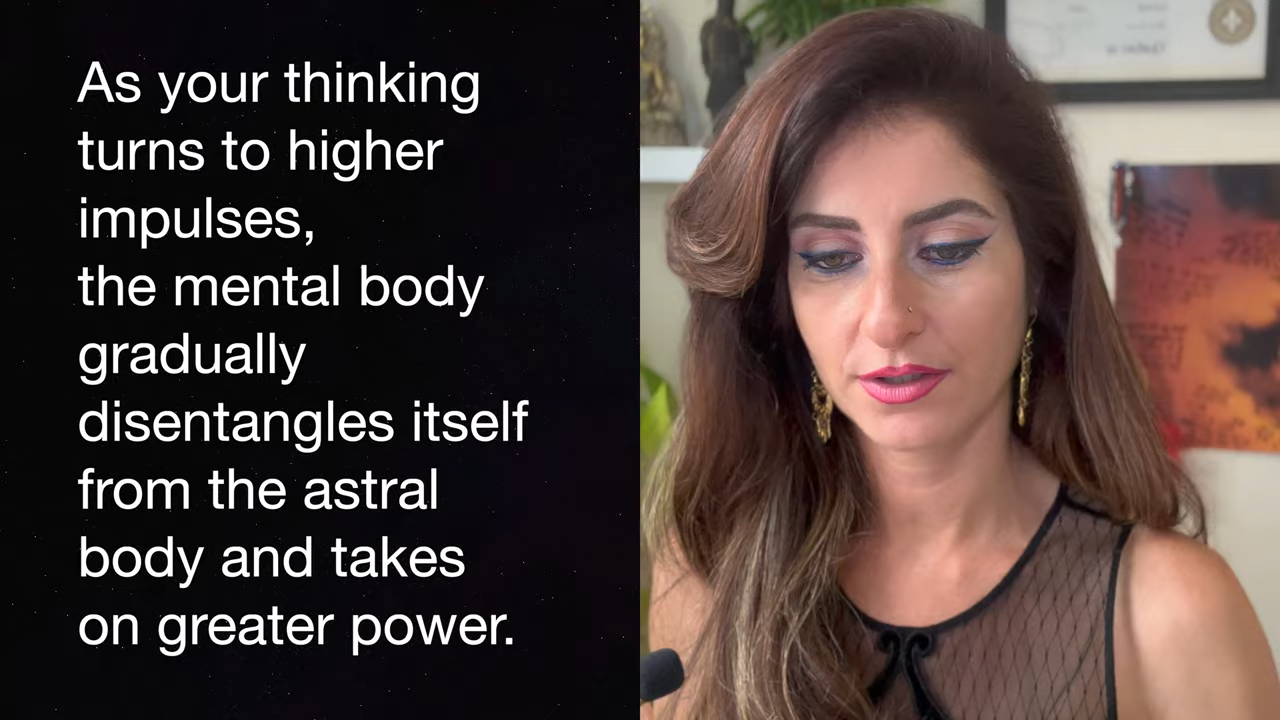 As your thinking
turns to higher
impulses,
the mental body
gradually
disentangles itself
from the astral
body and takes
on greater power.